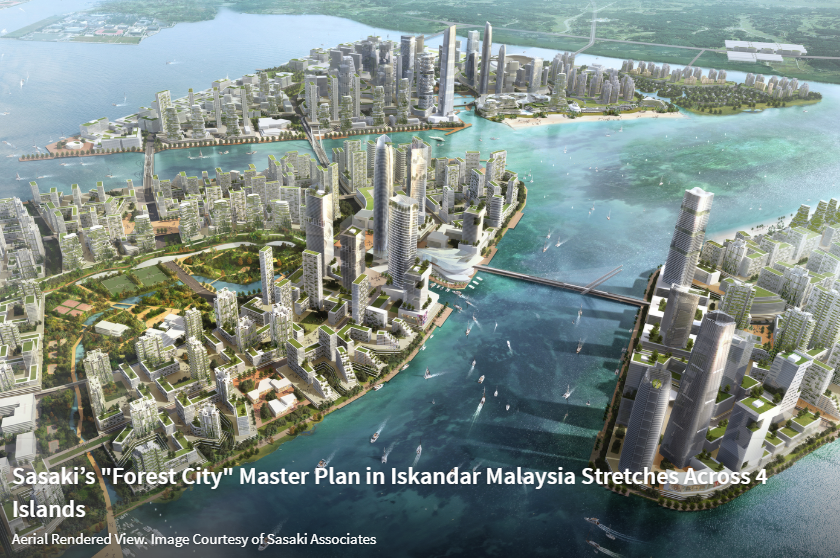 Sasaki’s "Forest City" Master Plan in Iskandar Malaysia Stretches Across 4
Islands
Aerial Rendered View. Image Courtesy of Sasaki Associates